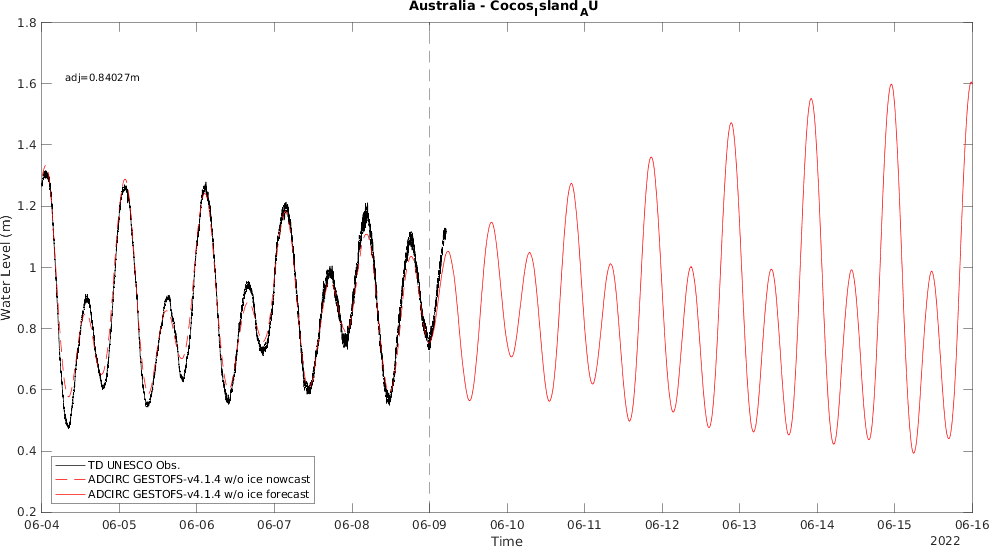 Australia - Cocos_Island_AU
1.8
adj=0.84027m
1.6
1.4
1.2
1
0.8
0.6
0.4
0.2
Water Level (m)
TD UNESCO Obs.
ADCIRC GESTOFS-v4.1.4 w/o ice nowcast
ADCIRC GESTOFS-v4.1.4 w/o ice forecast
06-04 06-05 06-06 06-07 06-08 06-09 06-10 06-11 06-12 06-13 06-14 06-15 06-16
Time
2022